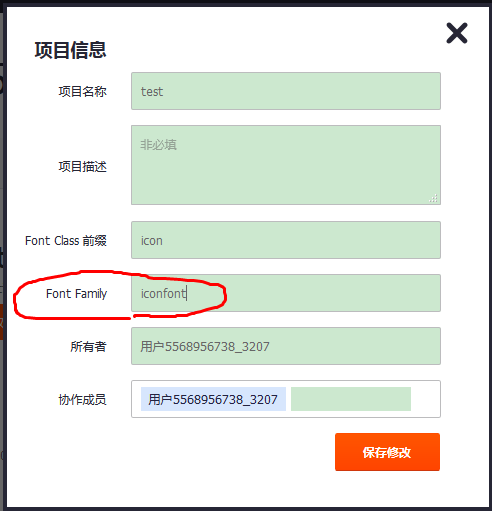 项目信息
项目名称 test
项目描述 非必填
Font Class 前缀 icon
Font Family iconfont
所有者 用户5568956738_3207
协作成员 用户5568956738_3207
保存修改